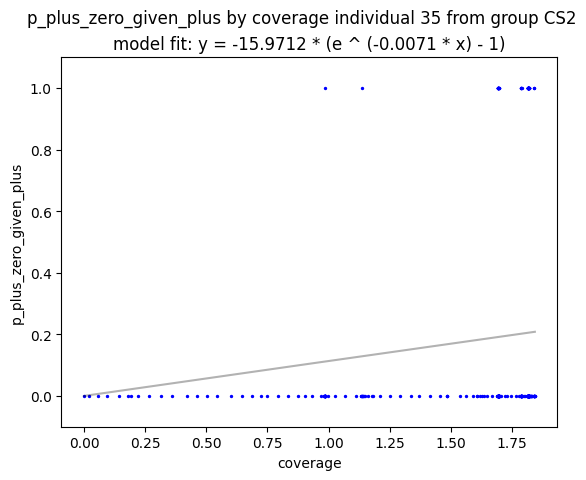 p_plus_zero_given_plus by coverage individual 35 from group CS2
model fit: y = -15.9712 * (e ^ (-0.0071 * x) - 1)
p_plus_zero_given_plus
1.0
0.8
0.6
0.4
0.2
0.0
0.00 0.25 0.50 0.75 1.00 1.25 1.50 1.75
coverage